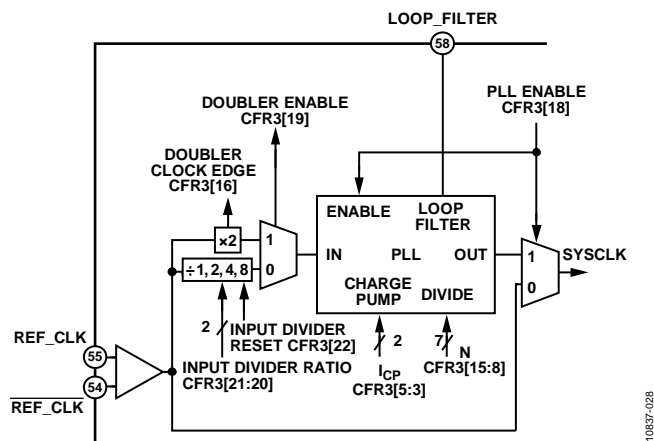 LOOP_FILTER
58
DOUBLER ENABLE
CFR3[19]
PLL ENABLE
CFR3[18]
DOUBLER
CLOCK EDGE
CFR3[16]
ENABLE
LOOP
FILTER
×2
1
IN
PLL
OUT
1
SYSCLK
÷1, 2, 4, 8
0
0
CHARGE
PUMP
DIVIDE
2
INPUT DIVIDER
RESET CFR3[22]
2
7
REF_CLK
55
INPUT DIVIDER RATIO
CFR3[21:20]
ICP
CFR3[5:3]
N
CFR3[15:8]
54
REF_CLK
10837-028